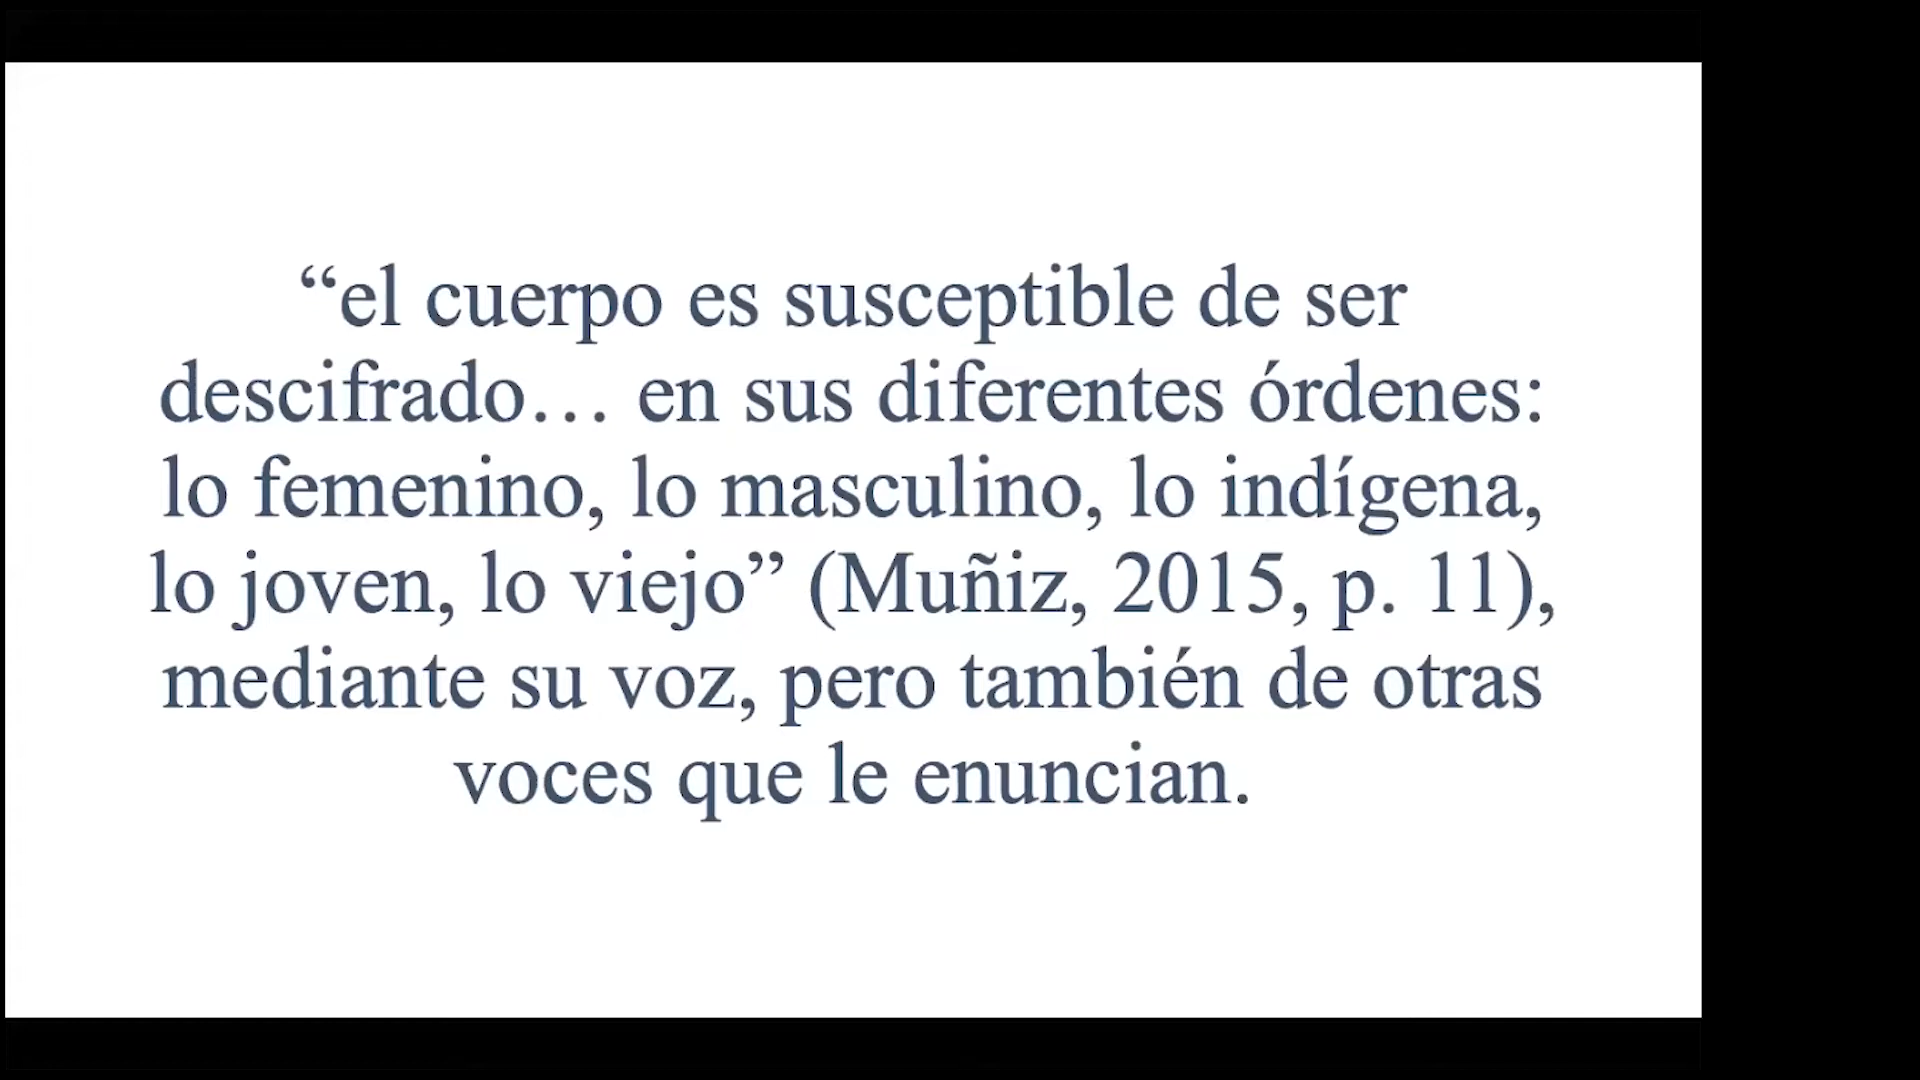 “el cuerpo es susceptible de ser
descifrado… en sus diferentes órdenes:
lo femenino, lo masculino, lo indígena,
lo joven, lo viejo” (Muñiz, 2015, p. 11),
mediante su voz, pero también de otras
voces que le enuncian.